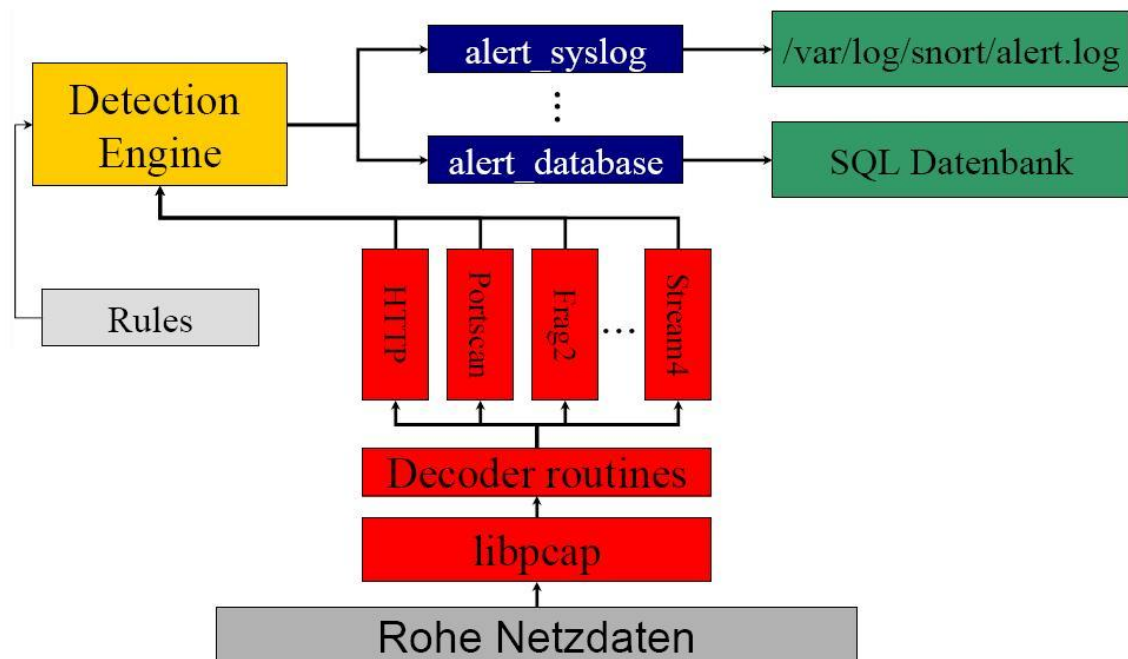 alert_syslog
/var/log/snort/alert.log
Detection
Engine
⋮
alert_database
SQL Datenbank
HTTP
Portscan
Frag2
...
Stream4
Rules
Decoder routines
libpcap
Rohe Netzdaten